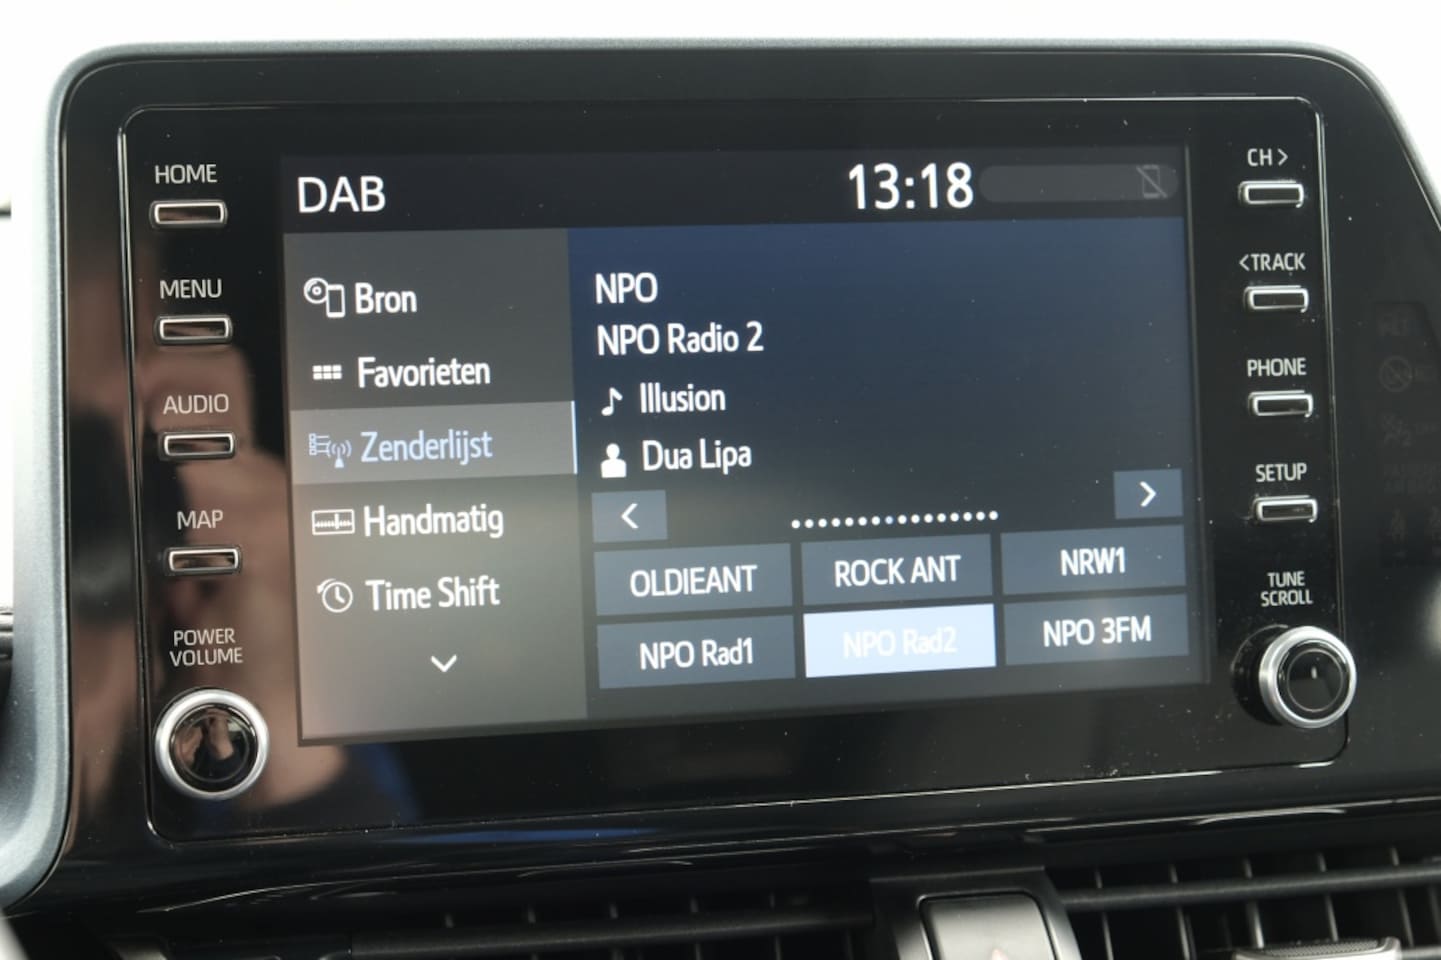 HOME
MENU
AUDIO
MAP
POWER
VOLUME
DAB
13:18
Bron
Favorieten
Zenderlijst
Handmatig
Time Shift
NPO
NPO Radio 2
Illusion
Dua Lipa
<
>
OLDIEANT
ROCK ANT
NRW1
NPO Rad1
NPO Rad2
NPO 3FM
CH >
< TRACK
PHONE
SETUP
TUNE
SCROLL